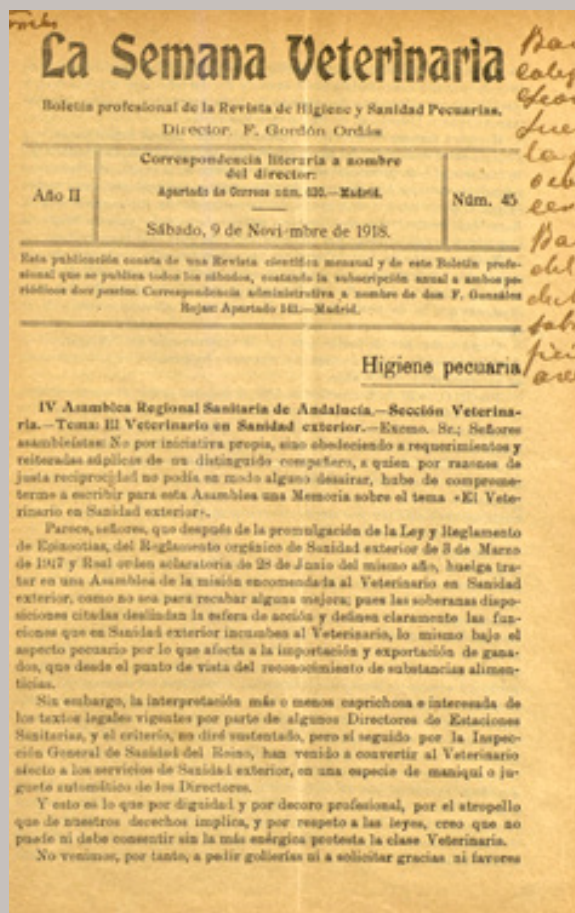 La Semana Veterinaria
Boletín profesional de la Revista de Higiene y Sanidad Pecuarias.
Director. F. Gordón Ordás
Año II
Correspondencia literaria a nombre
del director:
Apartado de Correos núm. 630.—Madrid.
Sábado, 9 de Noviembre de 1918.
Núm. 45
Esta publicación consta de una Revista científica mensual y de este Boletín profe-
sional que se publica todos los sábados, costando la subscripción anual a ambos pe-
riódicos doce pesetas. Correspondencia administrativa a nombre de don F. González
Rojas: Apartado 141.—Madrid.
Higiene pecuaria
IV Asamblea Regional Sanitaria de Andalucía.—Sección Veterina-
ria.—Tema: El Veterinario en Sanidad exterior.—Excmo. Sr.; Señores
asambleístas: No por iniciativa propia, sino obedeciendo a requerimientos y
reiteradas súplicas de un distinguido compañero, a quien por razones de
justa reciprocidad no podía en modo alguno desairar, hube de comprome-
terme a escribir para esta Asamblea una Memoria sobre el tema «El Vete-
rinario en Sanidad exterior».
Parece, señores, que después de la promulgación de la Ley y Reglamento
de Epizootias, del Reglamento orgánico de Sanidad exterior de 3 de Marzo
de 1917 y Real orden aclaratoria de 28 de Junio del mismo año, huelga tra-
tar en una Asamblea de la misión encomendada al Veterinario en Sanidad
exterior, como no sea para recabar alguna mejora; pues las soberanas dispo-
siciones citadas deslindan la esfera de acción y definen claramente las fun-
ciones que en Sanidad exterior incumben al Veterinario, lo mismo bajo el
aspecto pecuario por lo que afecta a la importación y exportación de gana-
dos, que desde el punto de vista del reconocimiento de substancias alimen-
ticias.
Sin embargo, la interpretación más o menos caprichosa e interesada de
los textos legales vigentes por parte de algunos Directores de Estaciones
Sanitarias, y el criterio, no diré sustentado, pero sí seguido por la Inspec-
ción General de Sanidad del Reino, han venido a convertir al Veterinario
afecto a los servicios de Sanidad exterior, en una especie de maniquí o ju-
guete automático de los Directores.
Y esto es lo que por dignidad y por decoro profesional, por el atropello
que de nuestros derechos implica, y por respeto a las leyes, creo que no
puede ni debe consentir sin la más enérgica protesta la clase Veterinaria.
No venimos, por tanto, a pedir gollerías ni a solicitar gracias ni favores